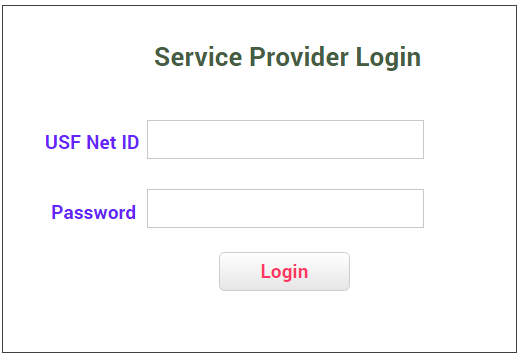 Service Provider Login
USF Net ID
Password
Login